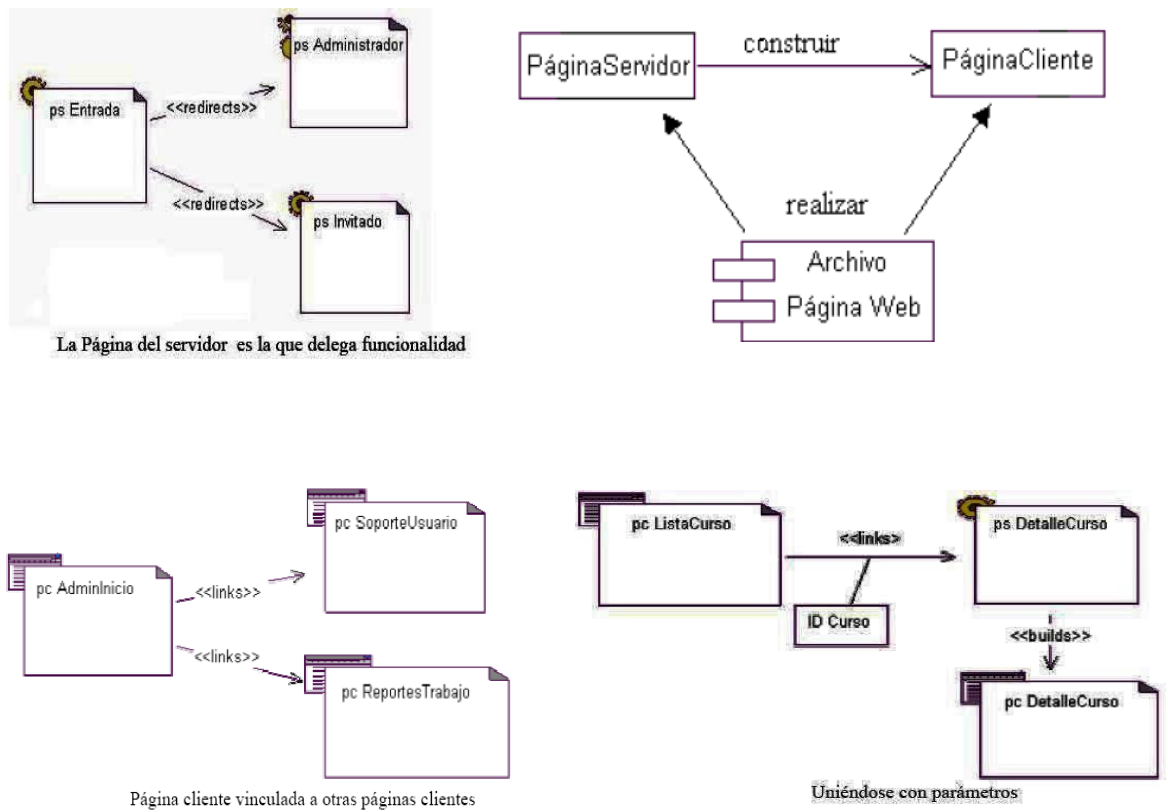 ps Administrador
ps Entrada
<<redirects>>
<<redirects>>
ps Invitado
La Página del servidor es la que delega funcionalidad
PáginaServidor
construir
PáginaCliente
realizar
Archivo
Página Web
pc SoporteUsuario
pc AdminInicio
<<links>>
<<links>>
pc ReportesTrabajo
Página cliente vinculada a otras páginas clientes
pc ListaCurso
<<links>
ps DetalleCurso
ID Curso
<<builds>>
pc DetalleCurso
Uniéndose con parámetros